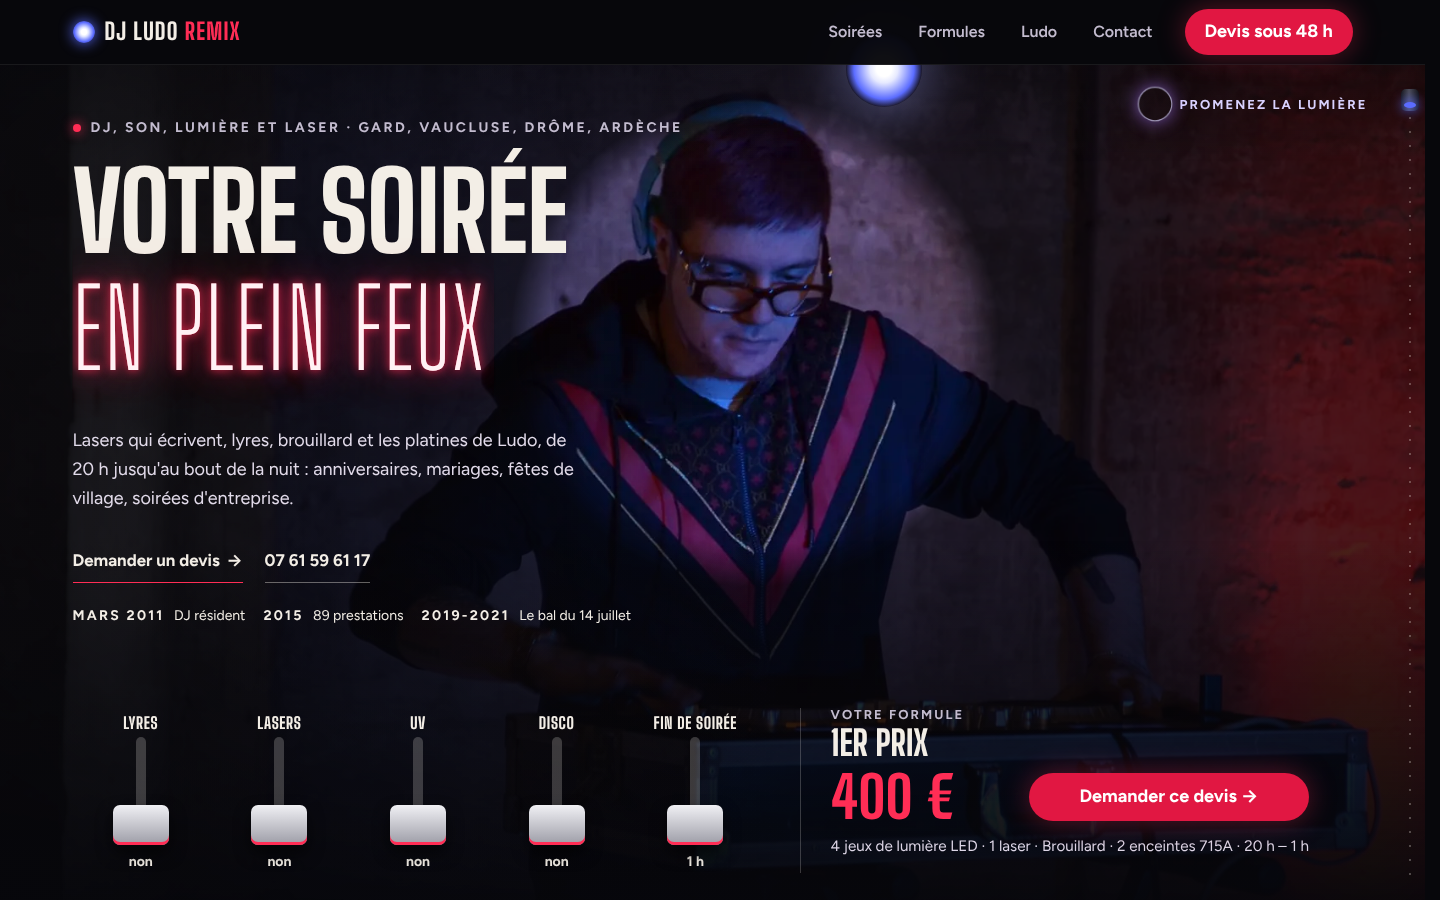 DJ LUDO REMIX
Soirées
Formules
Ludo
Contact
Devis sous 48 h
PROMENEZ LA LUMIÈRE
DJ, SON, LUMIÈRE ET LASER · GARD, VAUCLUSE, DRÔME, ARDÈCHE
VOTRE SOIRÉE
EN PLEIN FEUX
Lasers qui écrivent, lyres, brouillard et les platines de Ludo, de
20 h jusqu'au bout de la nuit : anniversaires, mariages, fêtes de
village, soirées d'entreprise.
Demander un devis →
07 61 59 61 17
MARS 2011 DJ résident 2015 89 prestations 2019-2021 Le bal du 14 juillet
LYRES
LASERS
UV
DISCO
FIN DE SOIRÉE
non
non
non
non
1 h
VOTRE FORMULE
1ER PRIX
400 €
Demander ce devis →
4 jeux de lumière LED · 1 laser · Brouillard · 2 enceintes 715A · 20 h – 1 h